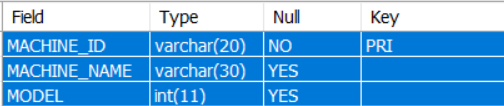 Field Type Null Key
MACHINE_ID varchar(20) NO PRI
MACHINE_NAME varchar(30) YES
MODEL int(11) YES